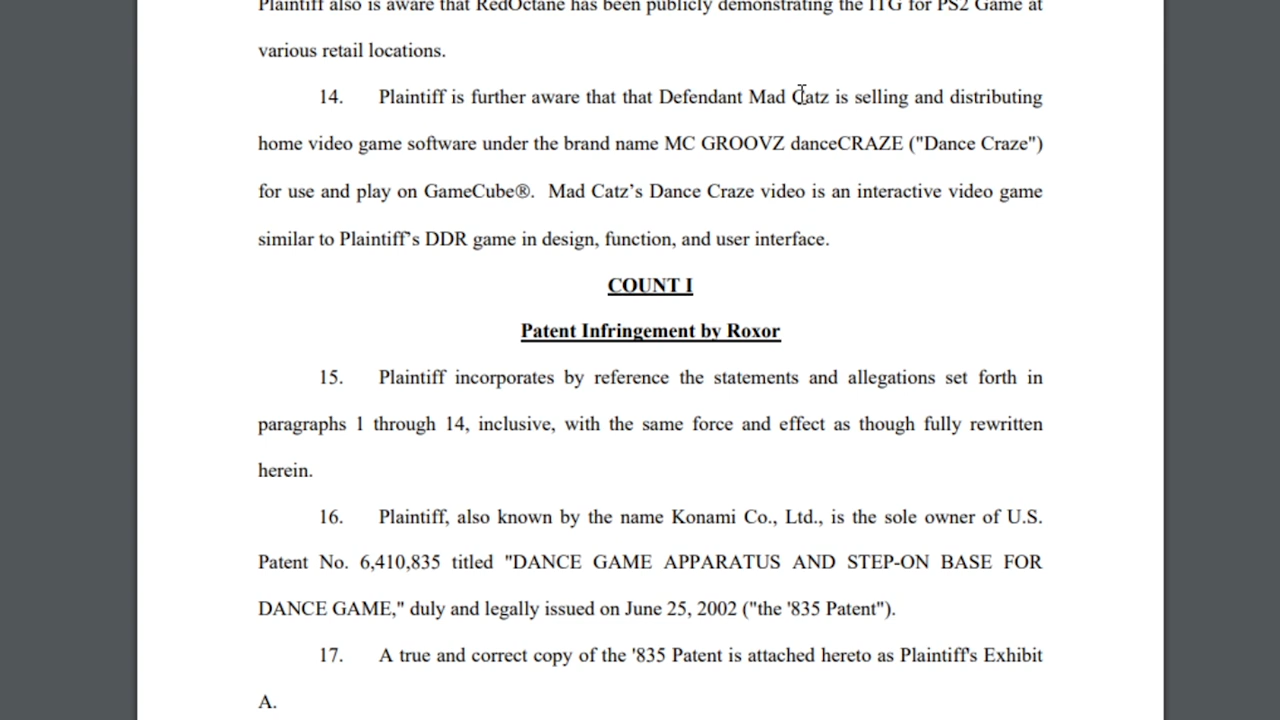 Plaintiff also is aware that RedOctane has been publicly demonstrating the ITG for PS2 Game at
various retail locations.
14. Plaintiff is further aware that that Defendant Mad Catz is selling and distributing
home video game software under the brand name MC GROOVZ danceCRAZE ("Dance Craze")
for use and play on GameCube®. Mad Catz’s Dance Craze video is an interactive video game
similar to Plaintiff's DDR game in design, function, and user interface.
COUNT I
Patent Infringement by Roxor
15. Plaintiff incorporates by reference the statements and allegations set forth in
paragraphs 1 through 14, inclusive, with the same force and effect as though fully rewritten
herein.
16. Plaintiff, also known by the name Konami Co., Ltd., is the sole owner of U.S.
Patent No. 6,410,835 titled "DANCE GAME APPARATUS AND STEP-ON BASE FOR
DANCE GAME," duly and legally issued on June 25, 2002 ("the '835 Patent").
17. A true and correct copy of the '835 Patent is attached hereto as Plaintiff's Exhibit
A.